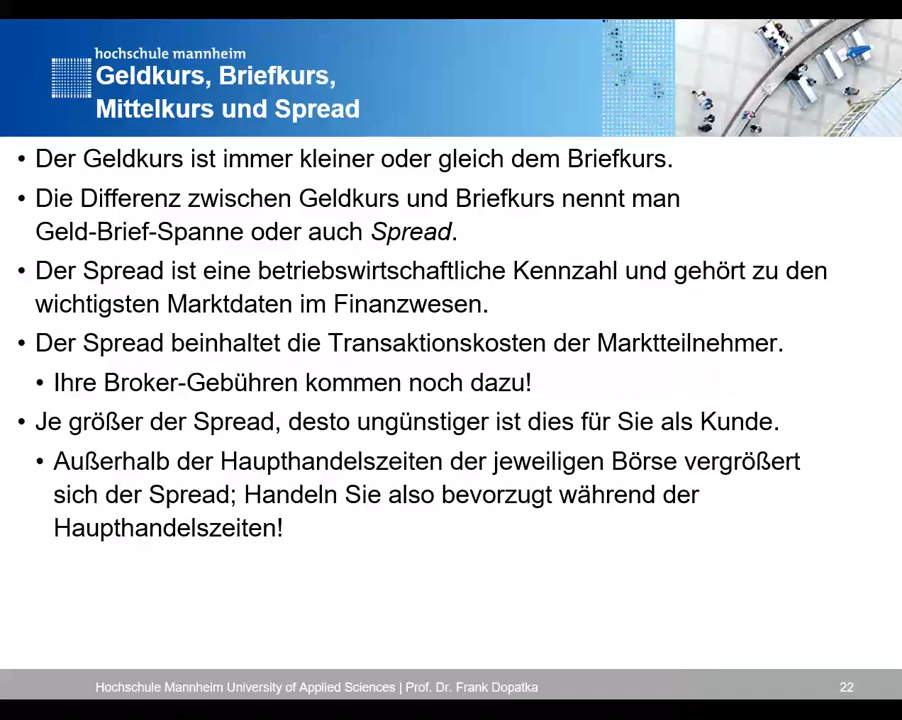 hochschule mannheim
Geldkurs, Briefkurs,
Mittelkurs und Spread
• Der Geldkurs ist immer kleiner oder gleich dem Briefkurs.
• Die Differenz zwischen Geldkurs und Briefkurs nennt man
Geld-Brief-Spanne oder auch Spread.
• Der Spread ist eine betriebswirtschaftliche Kennzahl und gehört zu den
wichtigsten Marktdaten im Finanzwesen.
• Der Spread beinhaltet die Transaktionskosten der Marktteilnehmer.
• Ihre Broker-Gebühren kommen noch dazu!
• Je größer der Spread, desto ungünstiger ist dies für Sie als Kunde.
• Außerhalb der Haupthandelszeiten der jeweiligen Börse vergrößert
sich der Spread; Handeln Sie also bevorzugt während der
Haupthandelszeiten!
Hochschule Mannheim University of Applied Sciences | Prof. Dr. Frank Dopatka
22